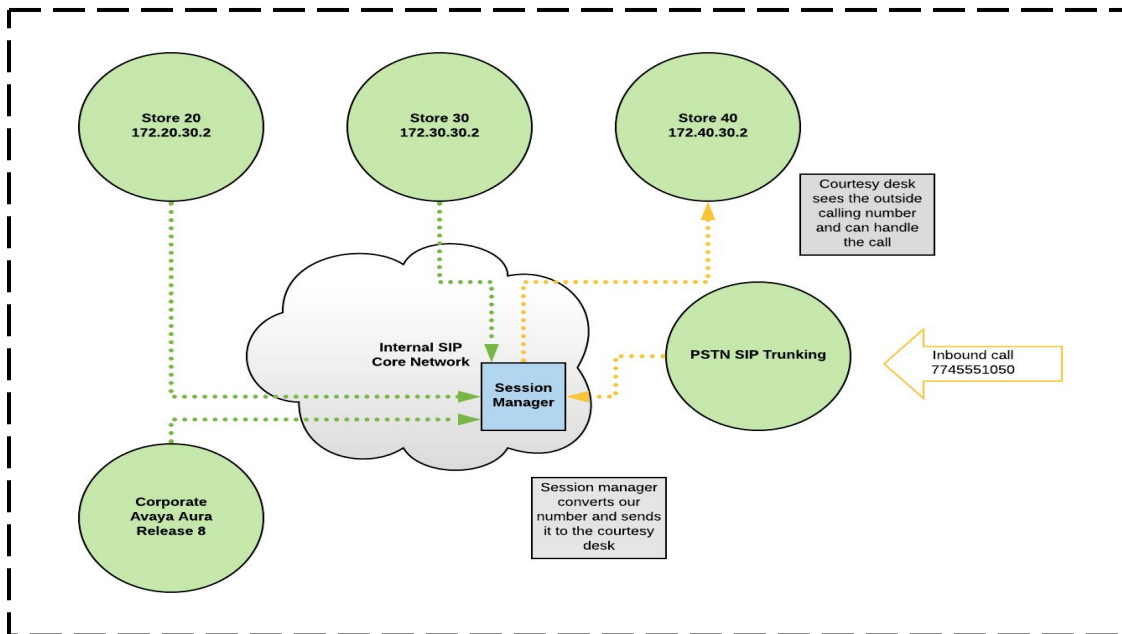 Store 20
172.20.30.2
Store 30
172.30.30.2
Store 40
172.40.30.2
Courtesy desk
sees the outside
calling number
and can handle
the call
Internal SIP
Core Network
Session
Manager
PSTN SIP Trunking
Inbound call
7745551050
Corporate
Avaya Aura
Release 8
Session manager
converts our
number and sends
it to the courtesy
desk